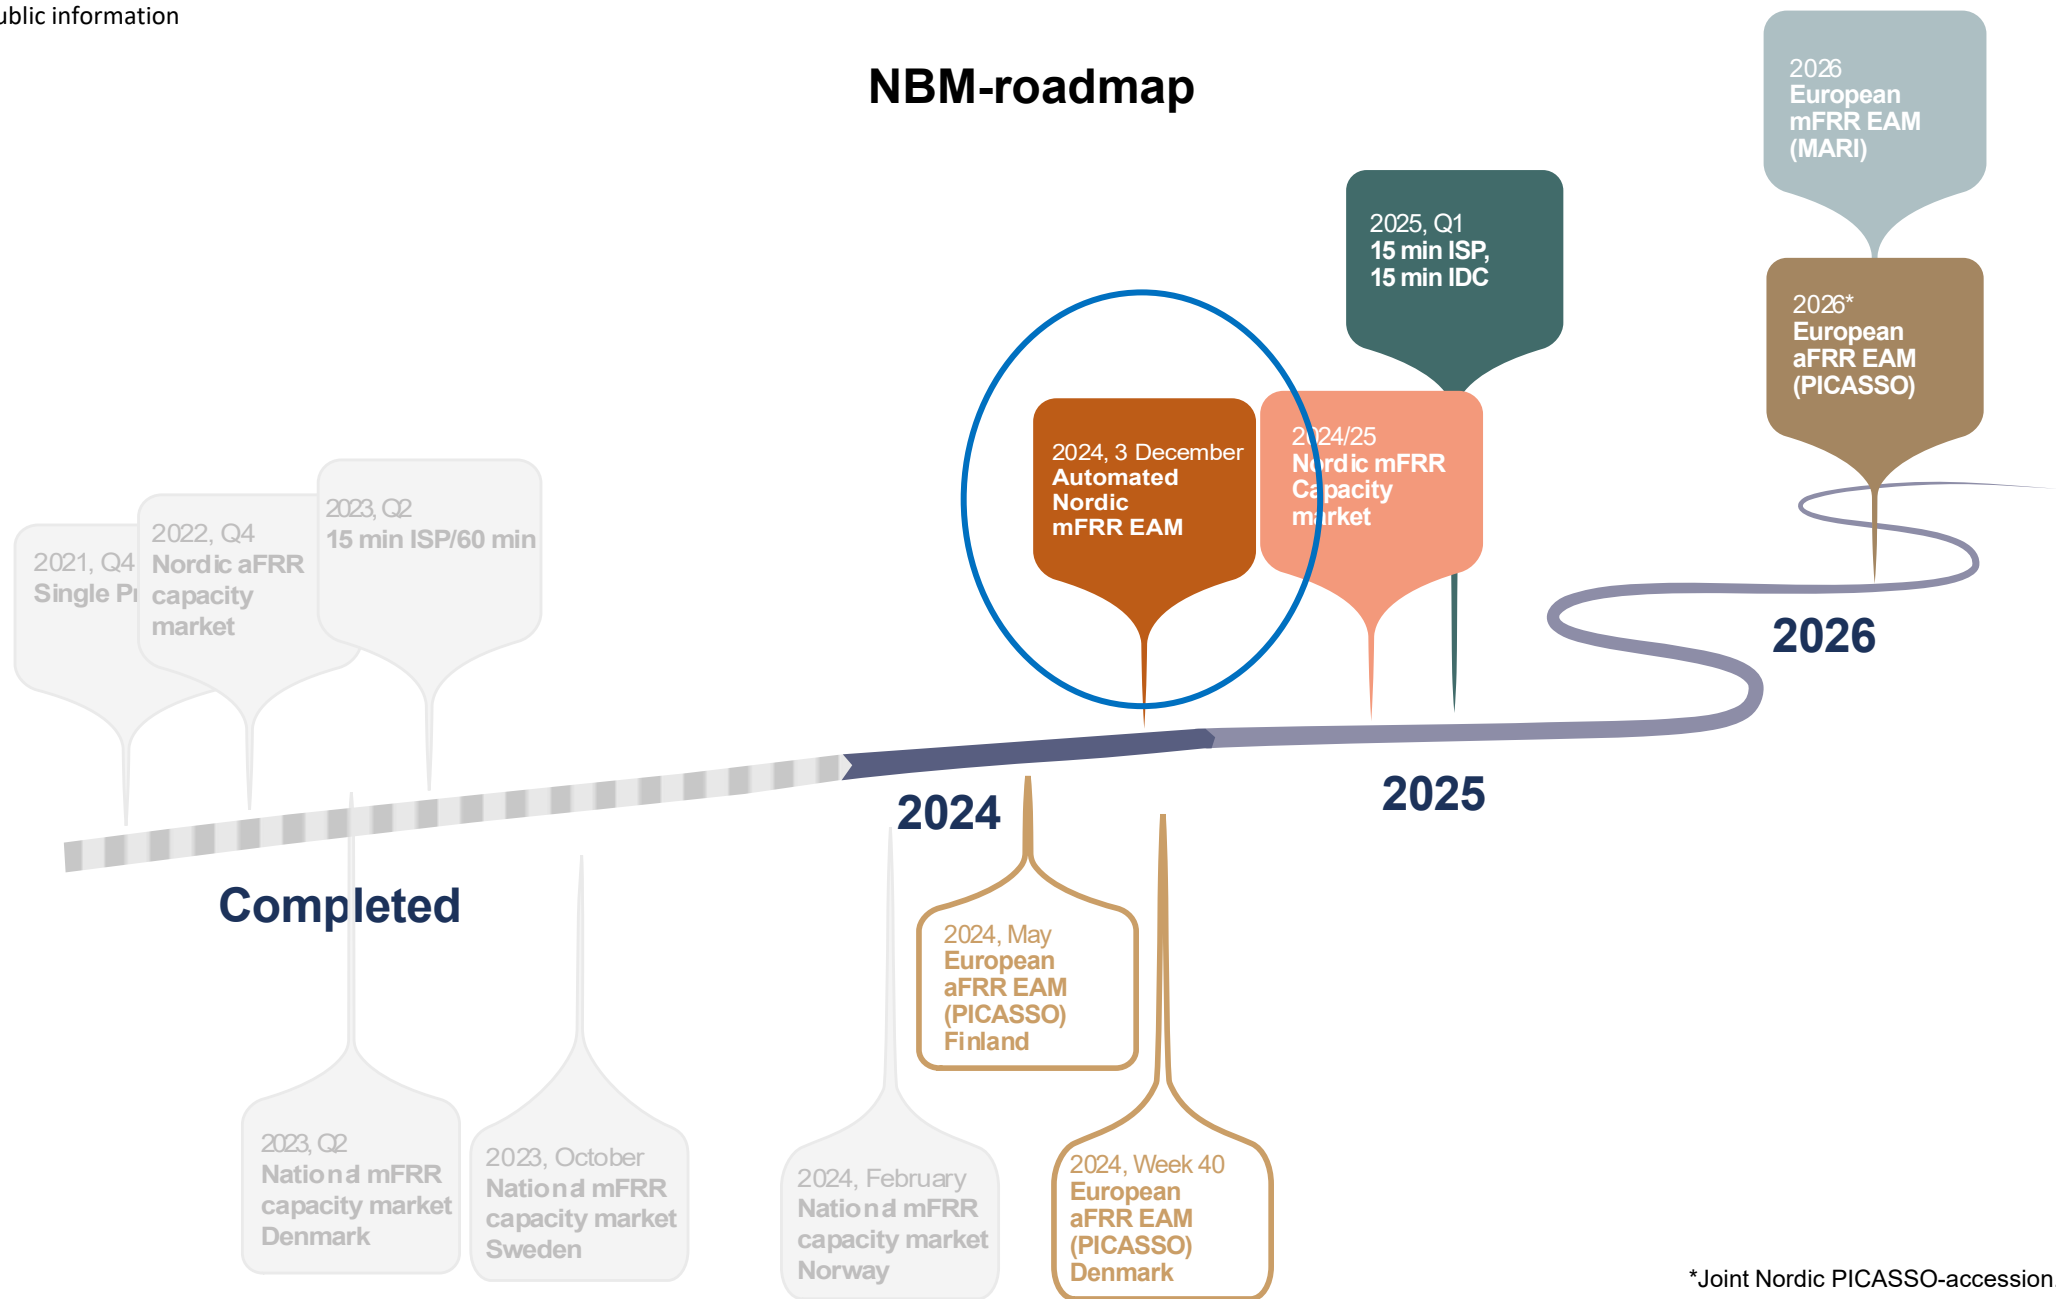 ublic information
NBM-roadmap
2026
European
mFRR EAM
(MARI)
2025, Q1
15 min ISP,
15 min IDC
2026*
European
aFRR EAM
(PICASSO)
2024, 3 December
Automated
Nordic
mFRR EAM
2024/25
Nordic mFRR
Capacity
market
2021, Q4
Single Pr
2022, Q4
Nordic aFRR
capacity
market
2023, Q2
15 min ISP/60 min
2026
2025
2024
Completed
2024, May
European
aFRR EAM
(PICASSO)
Finland
2023, Q2
National mFRR
capacity market
Denmark
2023, October
National mFRR
capacity market
Sweden
2024, February
National mFRR
capacity market
Norway
2024, Week 40
European
aFRR EAM
(PICASSO)
Denmark
*Joint Nordic PICASSO-accession.